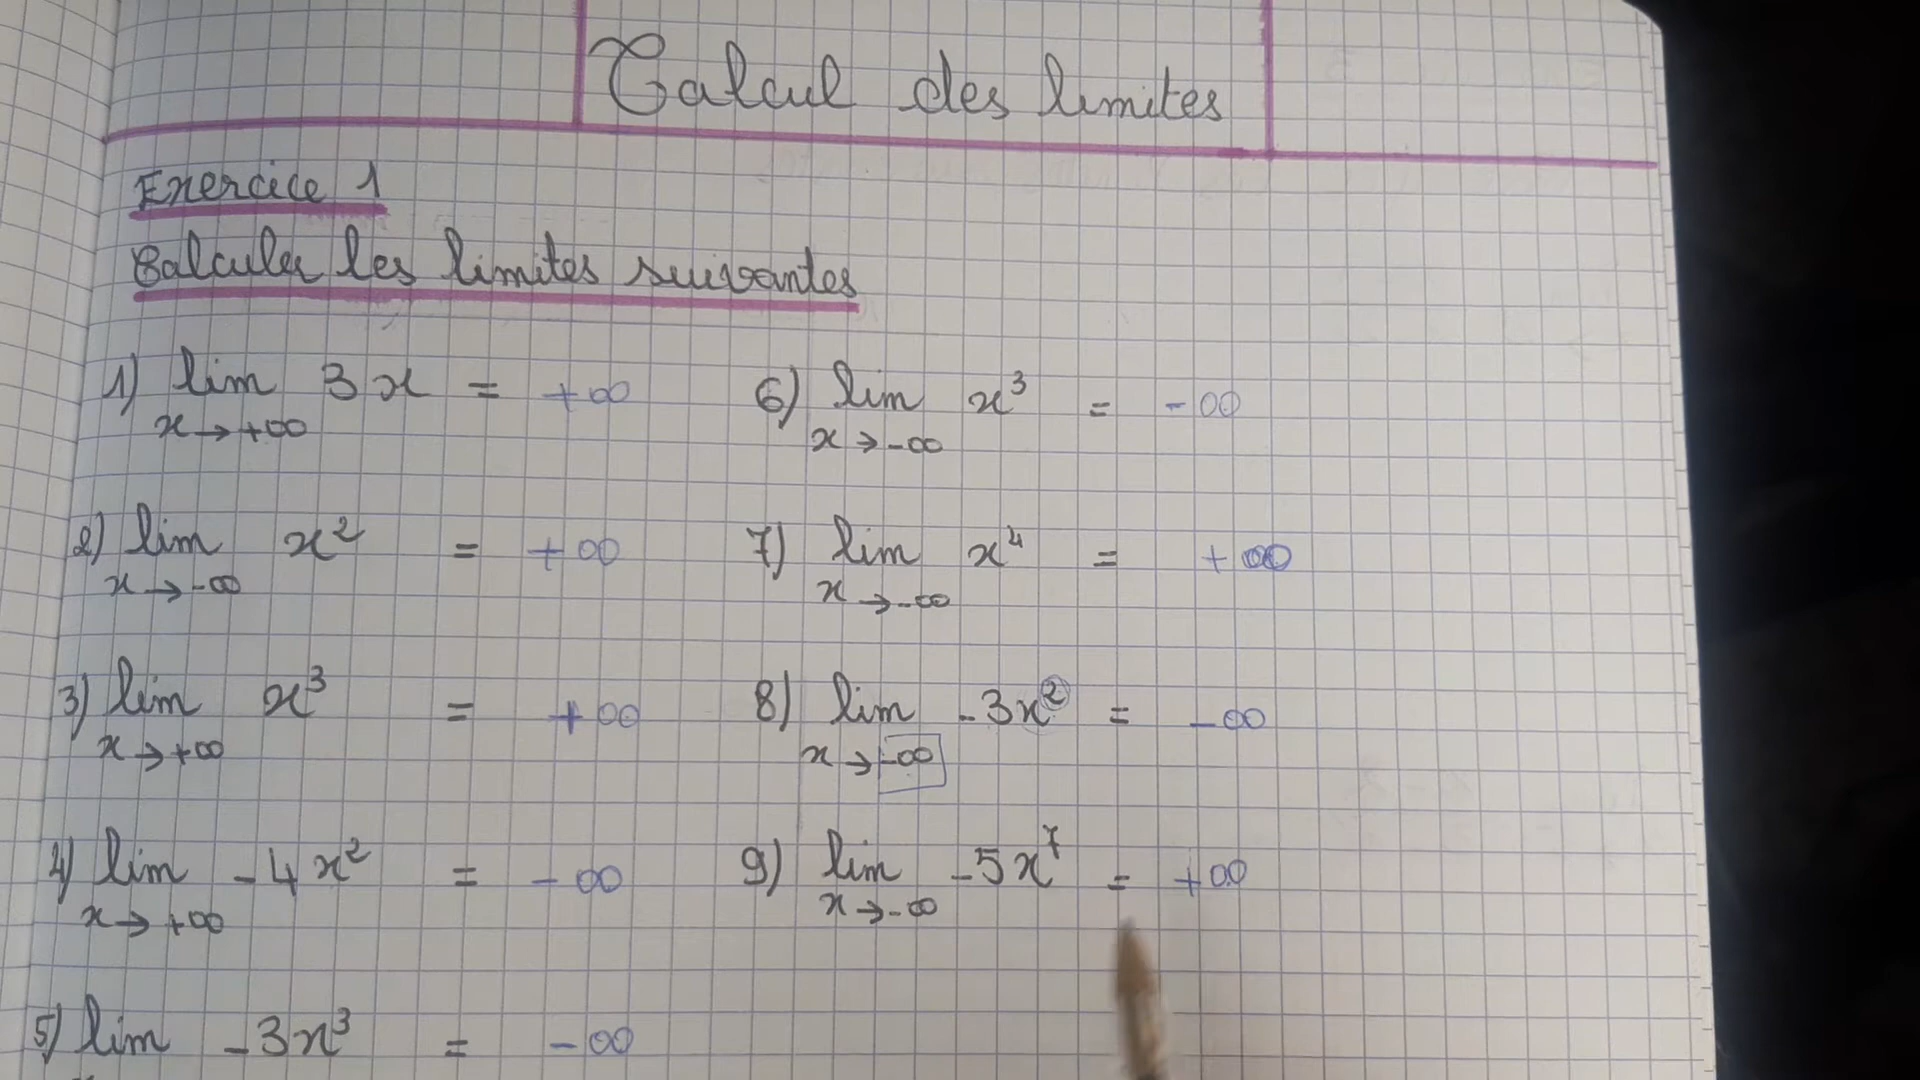 Calcul des limites
Exercice 1
Calculer les limites suivantes
1) lim 3x = +∞
x → +∞
2) lim x² = +∞
x → -∞
3) lim x³ = +∞
x → +∞
4) lim -4x² = -∞
x → +∞
5) lim -3x³ = -∞
6) lim x³ = -∞
x → -∞
7) lim x⁴ = +∞
x → -∞
8) lim -3x² = -∞
x → -∞
9) lim -5x⁷ = +∞
x → -∞